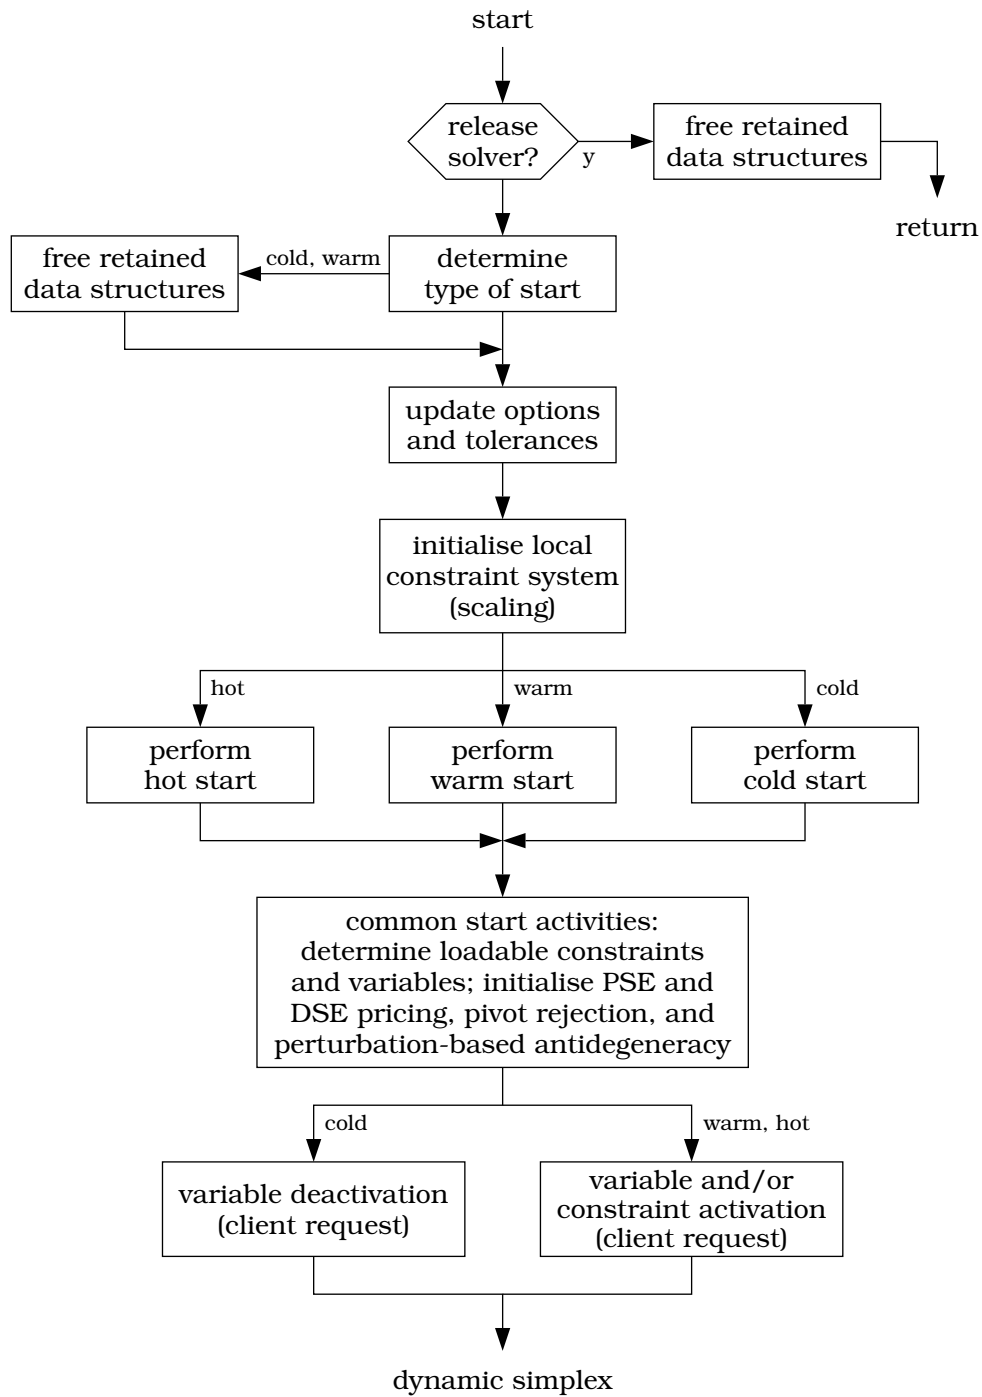 start
release
solver?
y
free retained
data structures
return
free retained
data structures
cold, warm
determine
type of start
update options
and tolerances
initialise local
constraint system
(scaling)
hot
warm
cold
perform
hot start
perform
warm start
perform
cold start
common start activities:
determine loadable constraints
and variables; initialise PSE and
DSE pricing, pivot rejection, and
perturbation-based antidegeneracy
cold
warm, hot
variable deactivation
(client request)
variable and/or
constraint activation
(client request)
dynamic simplex